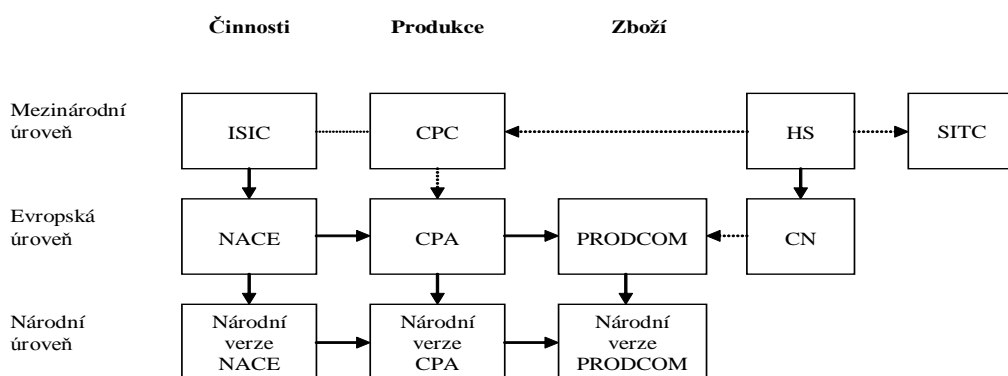 Činnosti Produkce Zboží
Mezinárodní
úroveň
ISIC CPC HS SITC
Evropská
úroveň
NACE CPA PRODCOM CN
Národní
úroveň
Národní
verze
NACE
Národní
verze
CPA
Národní
verze
PRODCOM